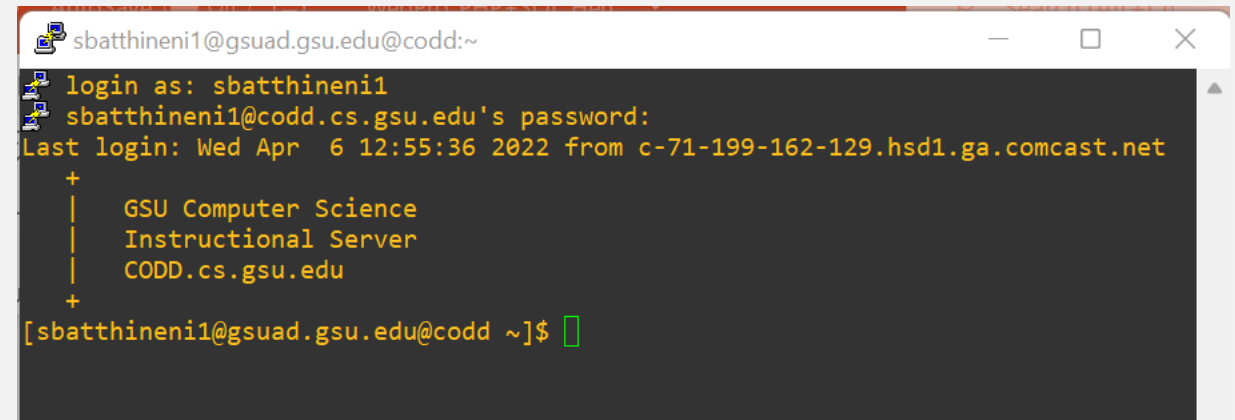 sbatthineni1@gsuad.gsu.edu@codd:~
login as: sbatthineni1
sbatthineni1@codd.cs.gsu.edu's password:
Last login: Wed Apr  6 12:55:36 2022 from c-71-199-162-129.hsd1.ga.comcast.net
+
|   GSU Computer Science
|   Instructional Server
|   CODD.cs.gsu.edu
+
[sbatthineni1@gsuad.gsu.edu@codd ~]$